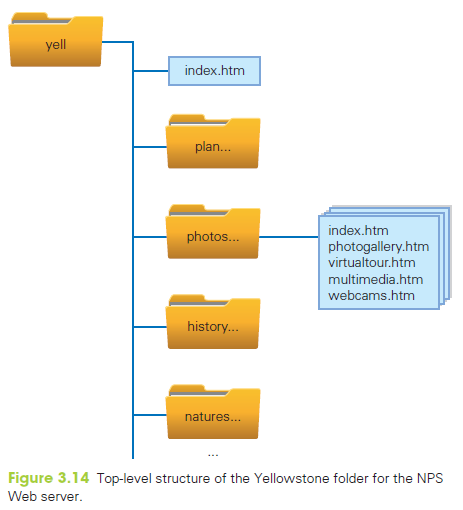 yell
index.htm
plan...
photos...
index.htm
photogallery.htm
virtualtour.htm
multimedia.htm
webcams.htm
history...
natures...
...
Figure 3.14 Top-level structure of the Yellowstone folder for the NPS
Web server.